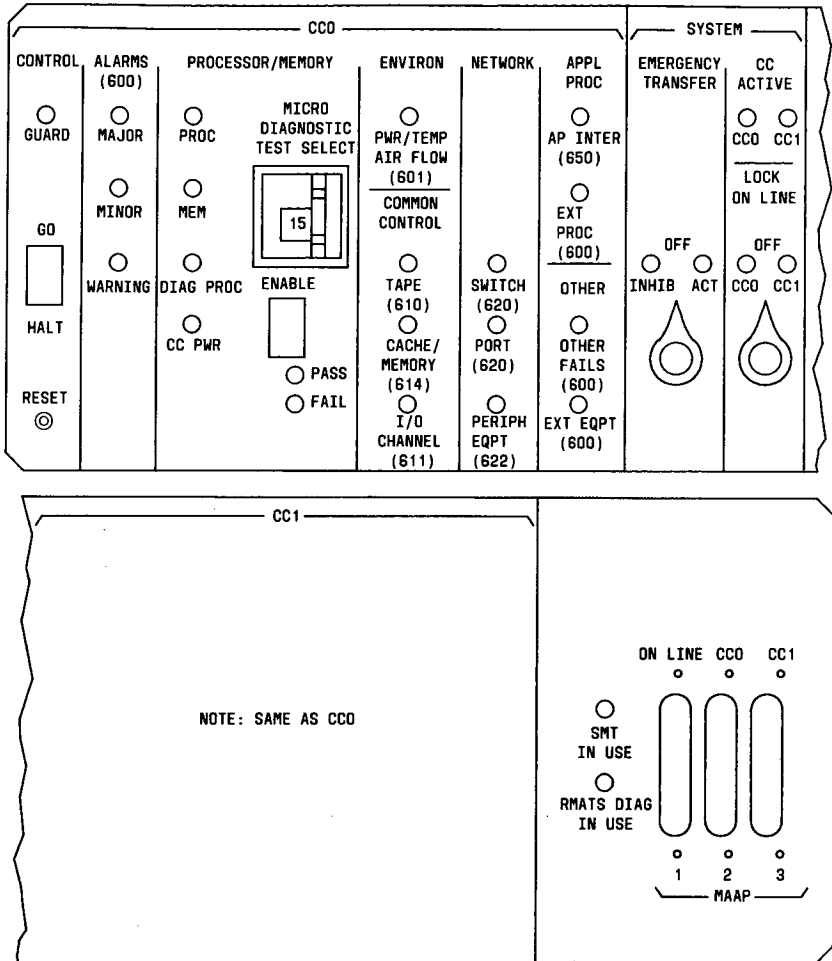 CC0
SYSTEM
CONTROL
GUARD
GO
HALT
RESET
ALARMS
(600)
MAJOR
MINOR
WARNING
PROCESSOR/MEMORY
PROC
MEM
DIAG PROC
CC PWR
MICRO
DIAGNOSTIC
TEST SELECT
15
ENABLE
PASS
FAIL
ENVIRON
PWR/TEMP
AIR FLOW
(601)
COMMON
CONTROL
TAPE
(610)
CACHE/
MEMORY
(614)
I/O
CHANNEL
(611)
NETWORK
SWITCH
(620)
PORT
(620)
PERIPH
EQPT
(622)
APPL
PROC
AP INTER
(650)
EXT
PROC
(600)
OTHER
OTHER
FAILS
(600)
EXT EQPT
(600)
EMERGENCY
TRANSFER
OFF
INHIB ACT
CC
ACTIVE
CC0 CC1
LOCK
ON LINE
OFF
CC0 CC1
CC1
NOTE: SAME AS CC0
SMT
IN USE
RMATS DIAG
IN USE
ON LINE CC0 CC1
1 2 3
MAAP